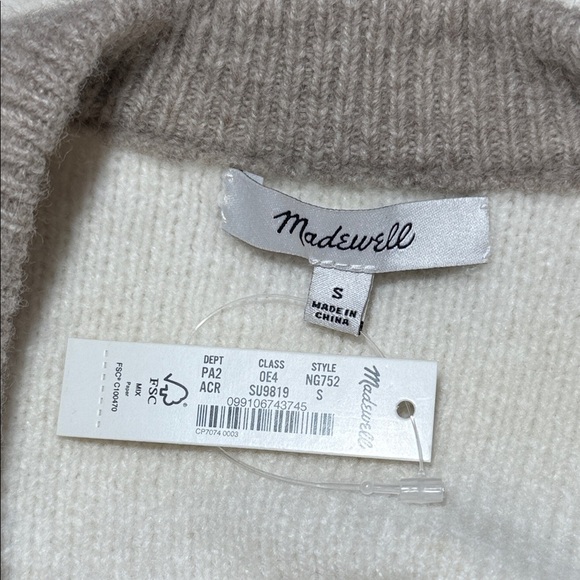 Madewell
S
MADE IN
CHINA
DEPT CLASS STYLE
PA2 0E4 NG752
ACR SU9819 S
099106743745
CP7074 0003
Madewell
FSC
MIX
Paper
FSC® C100470